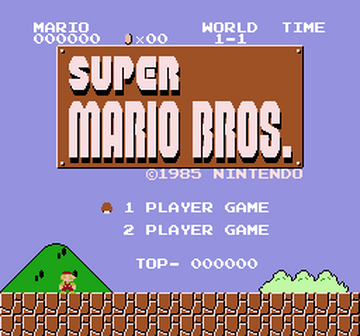 MARIO WORLD TIME
000000 ×00 1-1
SUPER
MARIO BROS.
©1985 NINTENDO
1 PLAYER GAME
2 PLAYER GAME
TOP- 000000